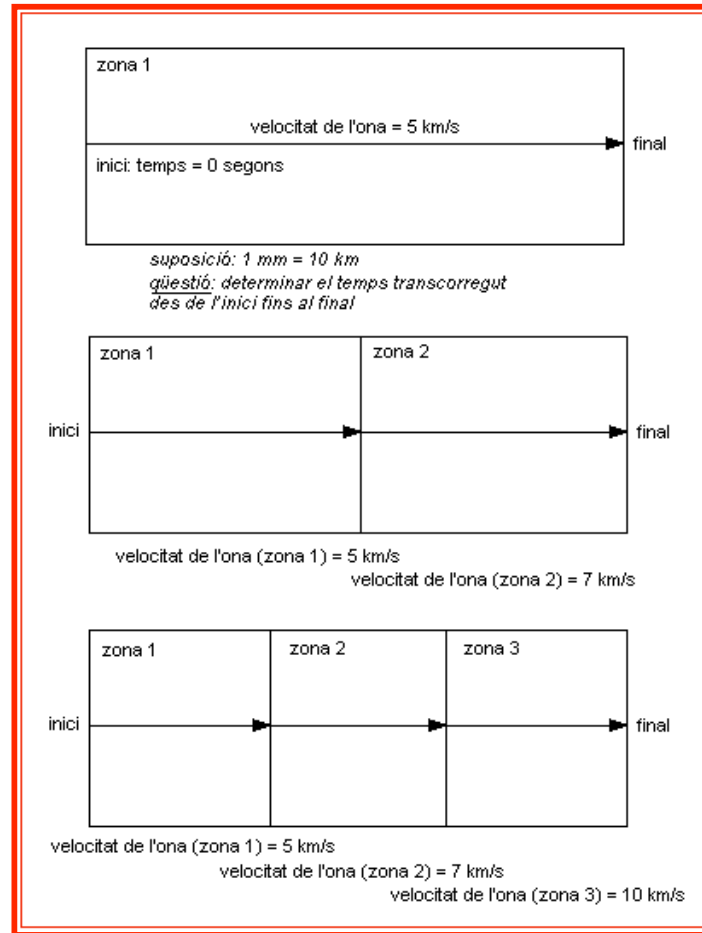 zona 1
velocitat de l'ona = 5 km/s
final
inici: temps = 0 segons
suposició: 1 mm = 10 km
qüestió: determinar el temps transcorregut
des de l'inici fins al final
zona 1
zona 2
inici
final
velocitat de l'ona (zona 1) = 5 km/s
velocitat de l'ona (zona 2) = 7 km/s
zona 1
zona 2
zona 3
inici
final
velocitat de l'ona (zona 1) = 5 km/s
velocitat de l'ona (zona 2) = 7 km/s
velocitat de l'ona (zona 3) = 10 km/s